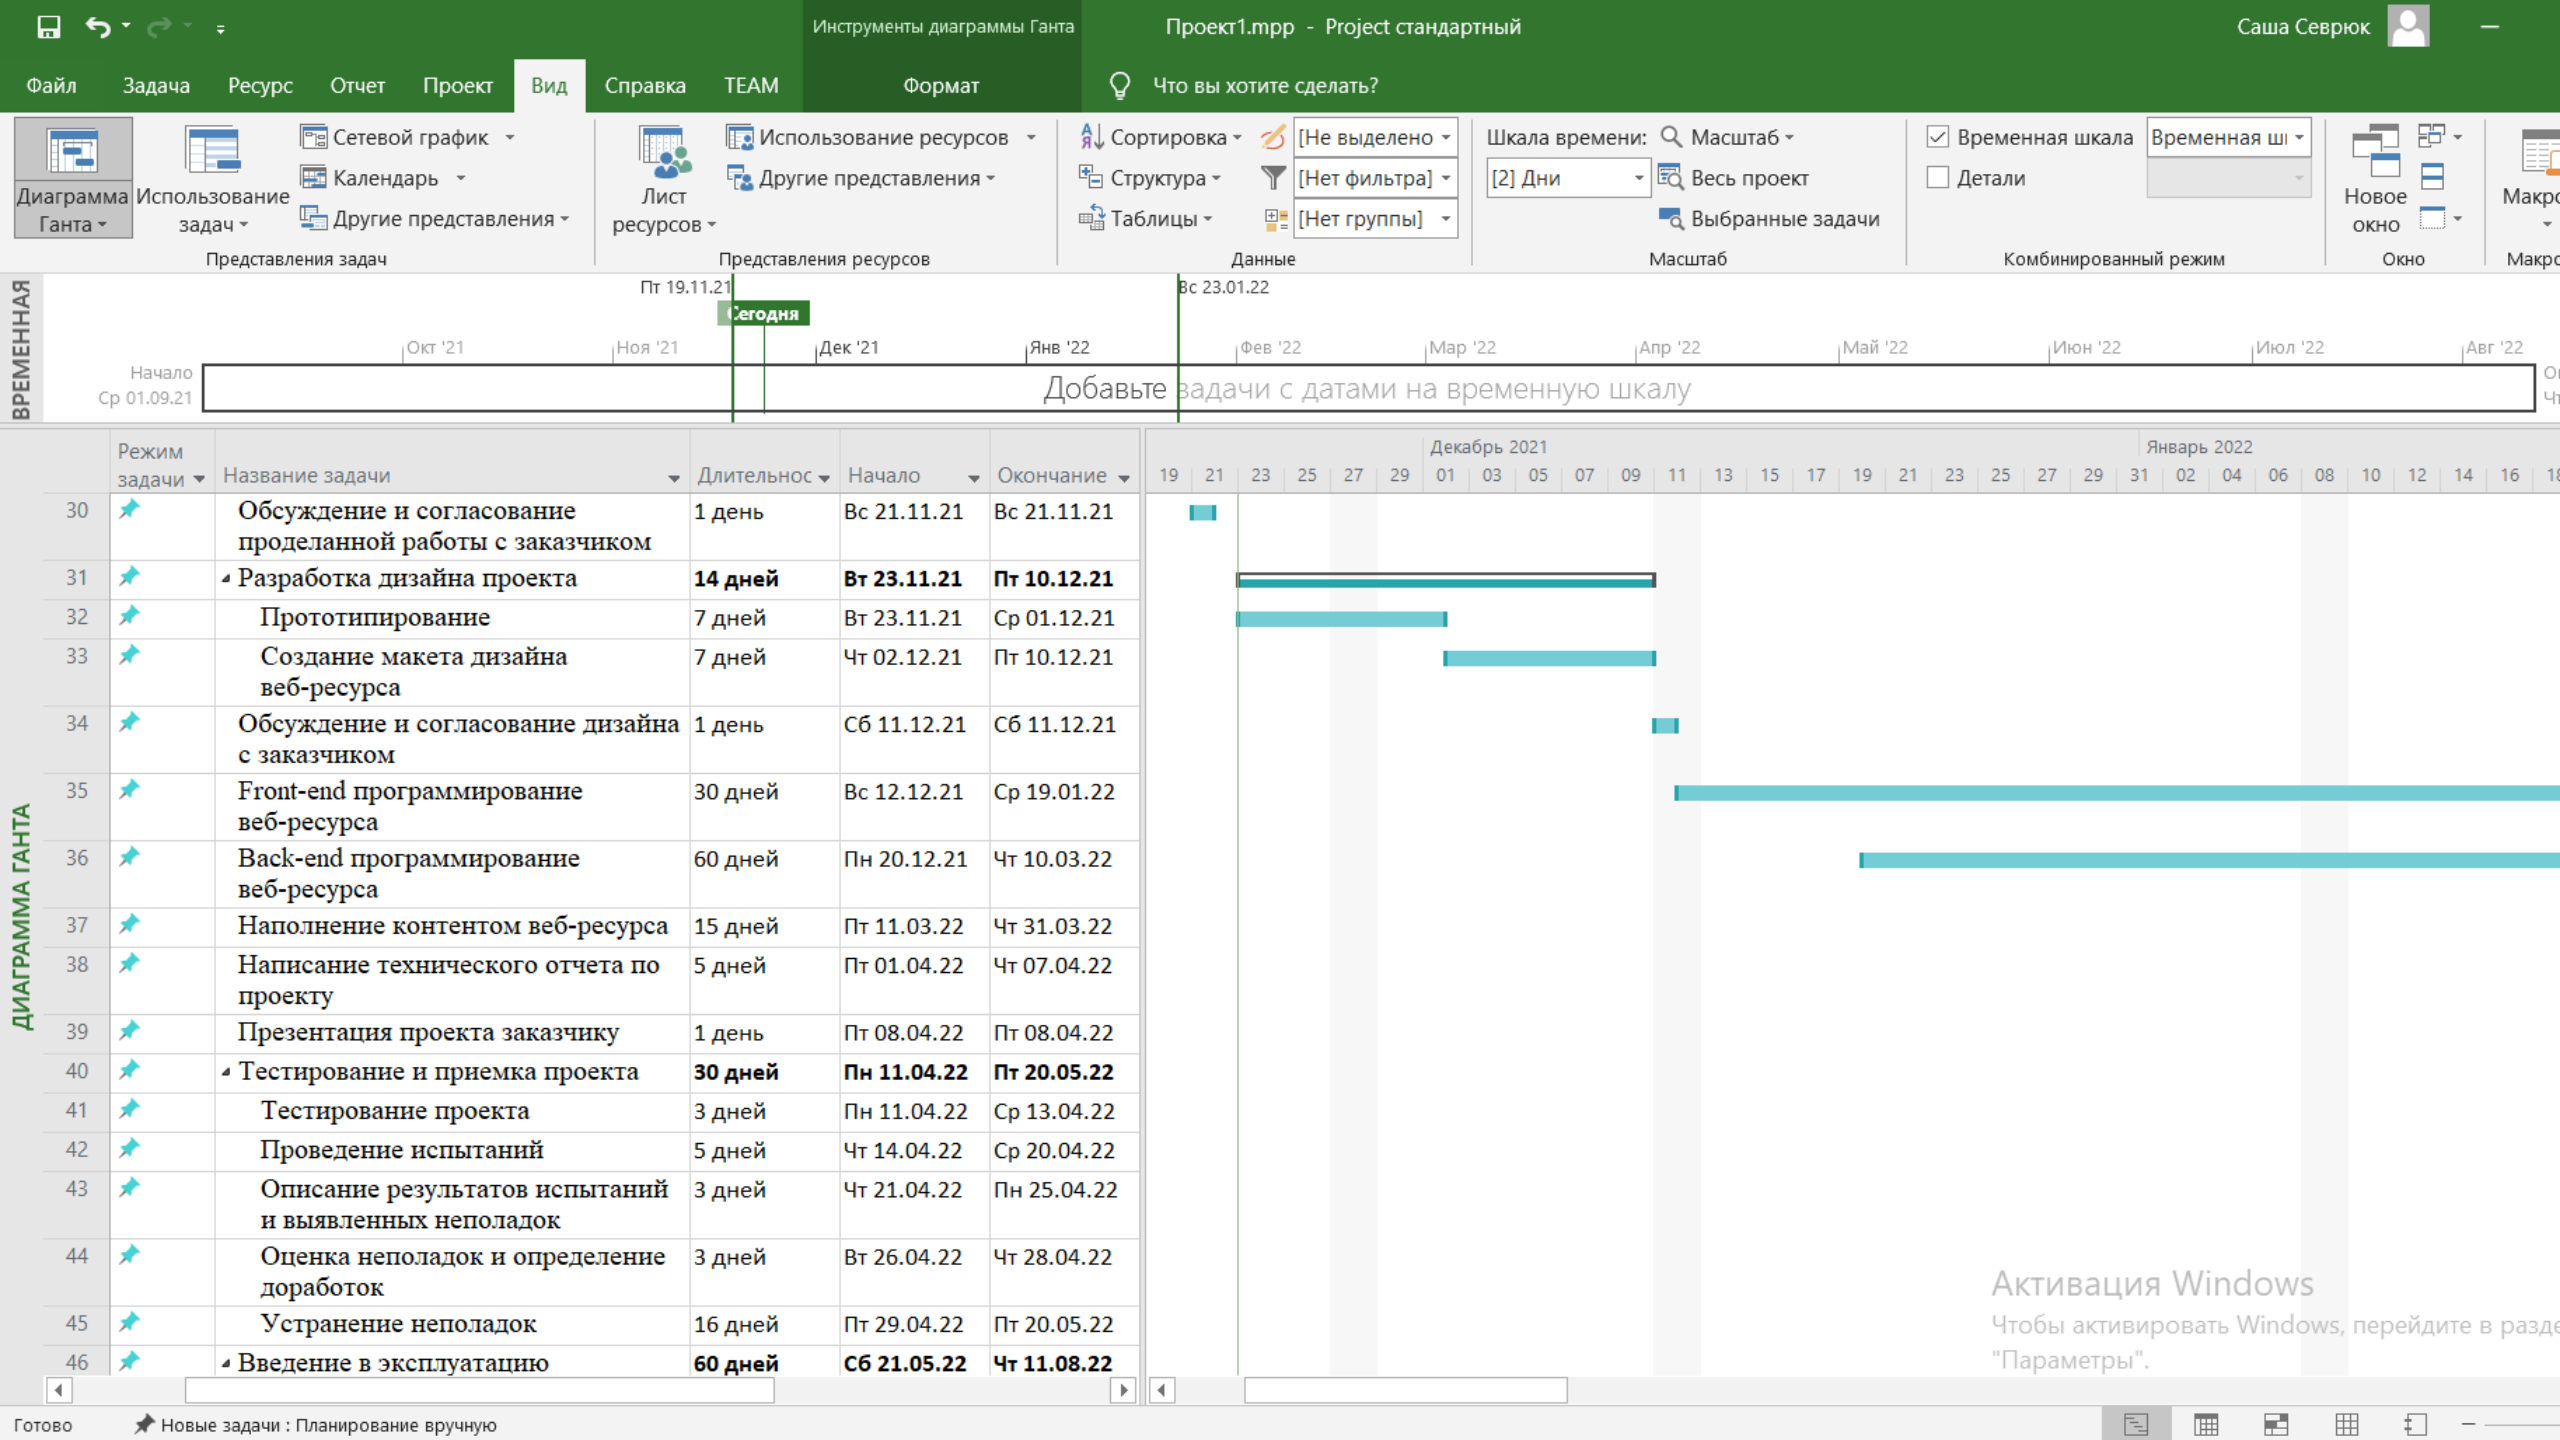 Инструменты диаграммы Ганта
Проект1.mpp - Project стандартный
Саша Севрюк
Файл Задача Ресурс Отчет Проект Вид Справка TEAM Формат Что вы хотите сделать?
Диаграмма Ганта
Использование задач
Сетевой график
Календарь
Другие представления
Представления задач
Лист ресурсов
Использование ресурсов
Другие представления
Представления ресурсов
Сортировка [Не выделено
Структура [Нет фильтра]
Таблицы [Нет группы]
Данные
Шкала времени: Масштаб
[2] Дни Весь проект
Выбранные задачи
Масштаб
Временная шкала Временная
Детали
Комбинированный режим
Новое окно
Окно
ВРЕМЕННАЯ
Пт 19.11.21 Вс 23.01.22
Сегодня
Окт '21 Ноя '21 Дек '21 Янв '22 Фев '22 Мар '22 Апр '22 Май '22 Июн '22 Июл '22 Авг '22
Начало
Ср 01.09.21
Добавьте задачи с датами на временную шкалу
ДИАГРАММА ГАНТА
Режим задачи Название задачи Длительнос Начало Окончание
Декабрь 2021 Январь 2022
19 21 23 25 27 29 01 03 05 07 09 11 13 15 17 19 21 23 25 27 29 31 02 04 06 08 10 12 14 16 18
30 Обсуждение и согласование 1 день Вс 21.11.21 Вс 21.11.21
проделанной работы с заказчиком
31 Разработка дизайна проекта 14 дней Вт 23.11.21 Пт 10.12.21
32 Прототипирование 7 дней Вт 23.11.21 Ср 01.12.21
33 Создание макета дизайна 7 дней Чт 02.12.21 Пт 10.12.21
веб-ресурса
34 Обсуждение и согласование дизайна 1 день Сб 11.12.21 Сб 11.12.21
с заказчиком
35 Front-end программирование 30 дней Вс 12.12.21 Ср 19.01.22
веб-ресурса
36 Back-end программирование 60 дней Пн 20.12.21 Чт 10.03.22
веб-ресурса
37 Наполнение контентом веб-ресурса 15 дней Пт 11.03.22 Чт 31.03.22
38 Написание технического отчета по 5 дней Пт 01.04.22 Чт 07.04.22
проекту
39 Презентация проекта заказчику 1 день Пт 08.04.22 Пт 08.04.22
40 Тестирование и приемка проекта 30 дней Пн 11.04.22 Пт 20.05.22
41 Тестирование проекта 3 дней Пн 11.04.22 Ср 13.04.22
42 Проведение испытаний 5 дней Чт 14.04.22 Ср 20.04.22
43 Описание результатов испытаний 3 дней Чт 21.04.22 Пн 25.04.22
и выявленных неполадок
44 Оценка неполадок и определение 3 дней Вт 26.04.22 Чт 28.04.22
доработок
45 Устранение неполадок 16 дней Пт 29.04.22 Пт 20.05.22
46 Введение в эксплуатацию 60 дней Сб 21.05.22 Чт 11.08.22
Активация Windows
Чтобы активировать Windows, перейдите в
"Параметры".
Готово Новые задачи : Планирование вручную